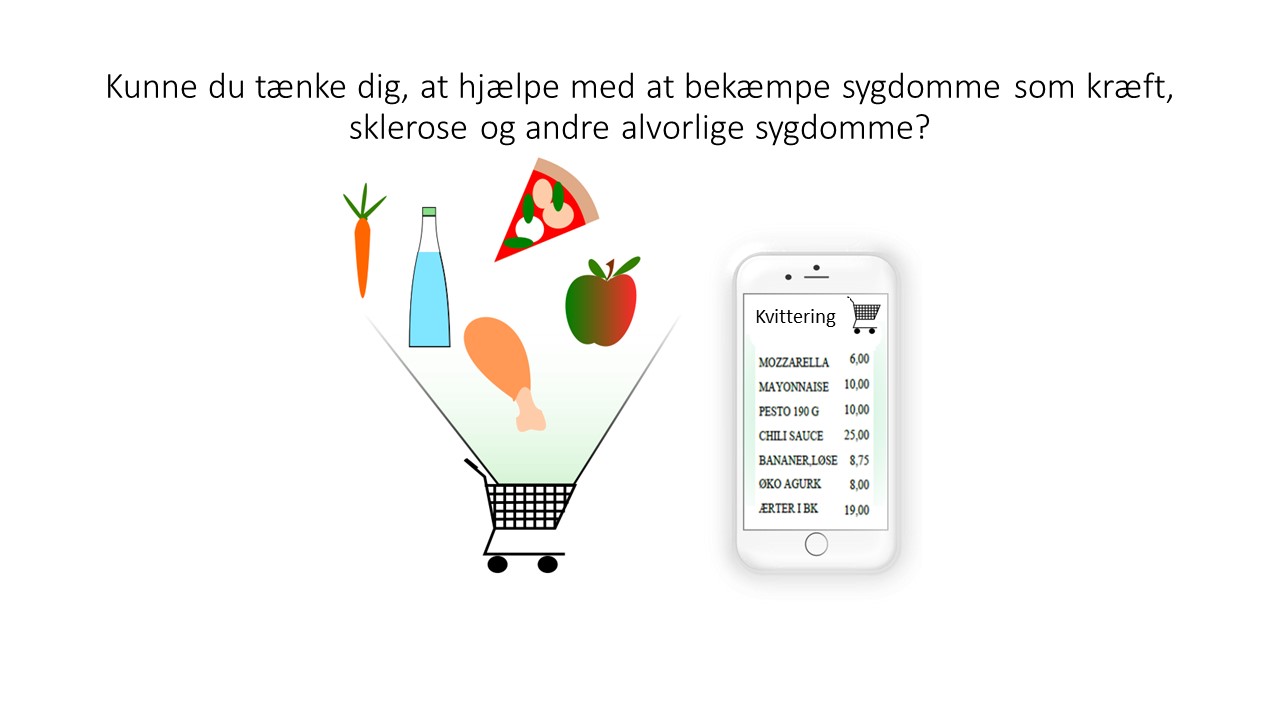 Kunne du tænke dig, at hjælpe med at bekæmpe sygdomme som kræft,
sklerose og andre alvorlige sygdomme?
Kvittering
MOZZARELLA 6,00
MAYONNAISE 10,00
PESTO 190 G 10,00
CHILI SAUCE 25,00
BANANER,LØSE 8,75
ØKO AGURK 8,00
ÆRTER I BK 19,00